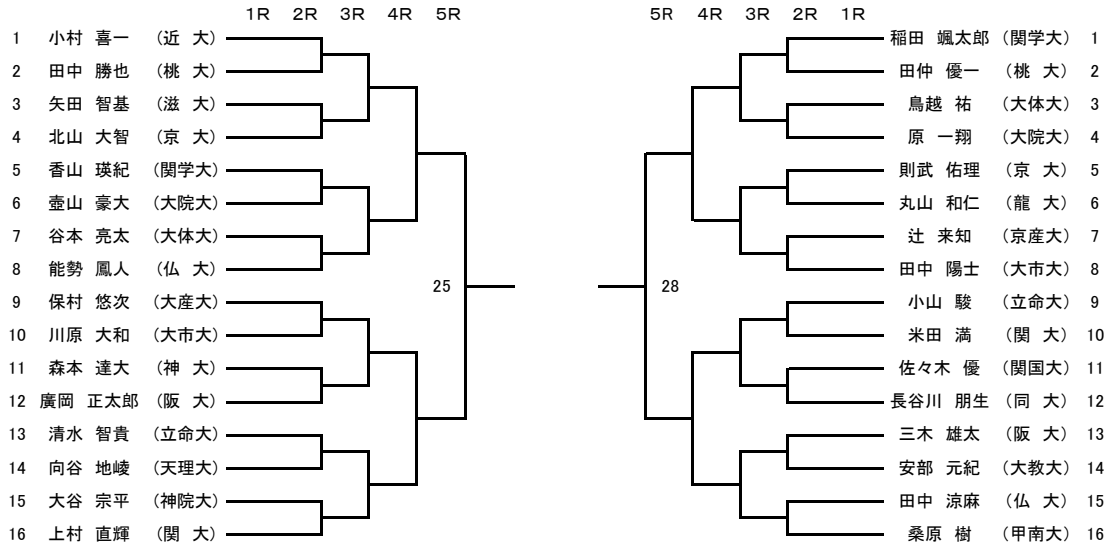 1R 2R 3R 4R 5R
1 小村 喜一 (近 大)
2 田中 勝也 (桃 大)
3 矢田 智基 (滋 大)
4 北山 大智 (京 大)
5 香山 瑛紀 (関学大)
6 壺山 豪大 (大院大)
7 谷本 亮太 (大体大)
8 能勢 鳳人 (仏 大)
9 保村 悠次 (大産大)
10 川原 大和 (大市大)
11 森本 達大 (神 大)
12 廣岡 正太郎 (阪 大)
13 清水 智貴 (立命大)
14 向谷 地崚 (天理大)
15 大谷 宗平 (神院大)
16 上村 直輝 (関 大)
25
5R 4R 3R 2R 1R
稲田 颯太郎 (関学大) 1
田仲 優一 (桃 大) 2
鳥越 祐 (大体大) 3
原 一翔 (大院大) 4
則武 佑理 (京 大) 5
丸山 和仁 (龍 大) 6
辻 来知 (京産大) 7
田中 陽士 (大市大) 8
小山 駿 (立命大) 9
米田 満 (関 大) 10
佐々木 優 (関国大) 11
長谷川 朋生 (同 大) 12
三木 雄太 (阪 大) 13
安部 元紀 (大教大) 14
田中 涼麻 (仏 大) 15
桑原 樹 (甲南大) 16
28